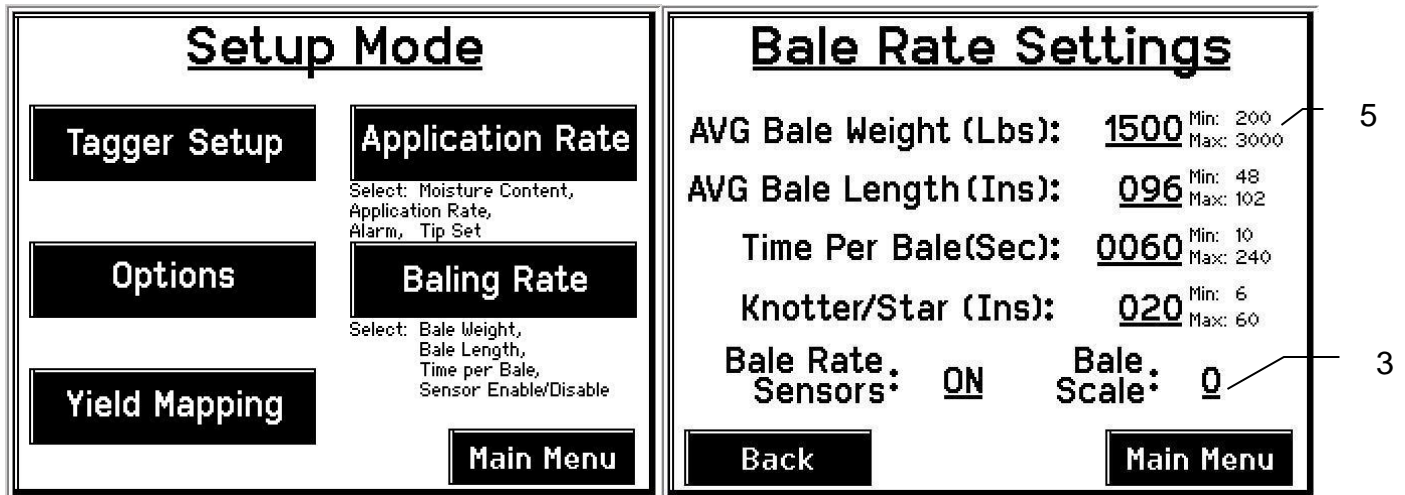 Setup Mode
Tagger Setup
Application Rate
Select: Moisture Content,
Application Rate,
Alarm, Tip Set
Options
Baling Rate
Select: Bale Weight,
Bale Length,
Time per Bale,
Sensor Enable/Disable
Yield Mapping
Main Menu
Bale Rate Settings
AVG Bale Weight (Lbs): 1500 Min: 200
Max: 3000
5
AVG Bale Length (Ins): 096 Min: 48
Max: 102
Time Per Bale(Sec): 0060 Min: 10
Max: 240
Knotter/Star (Ins): 020 Min: 6
Max: 60
Bale Rate
Sensors: ON
Bale
Scale: 0
3
Back
Main Menu